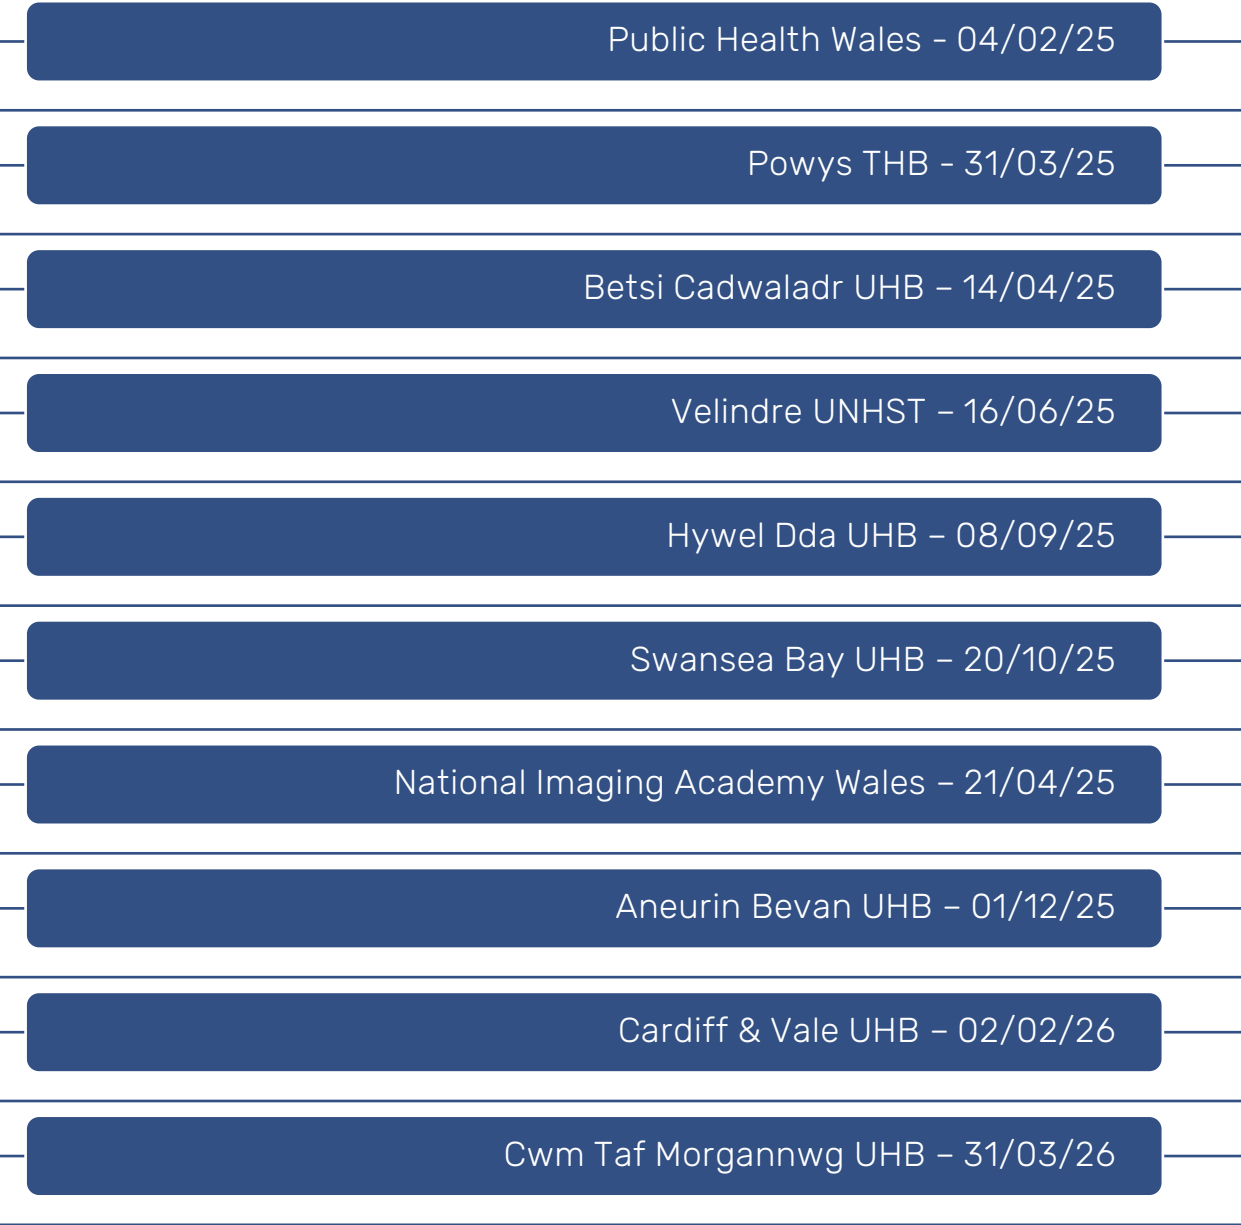 Public Health Wales - 04/02/25
Powys THB - 31/03/25
Betsi Cadwaladr UHB – 14/04/25
Velindre UNHST – 16/06/25
Hywel Dda UHB – 08/09/25
Swansea Bay UHB – 20/10/25
National Imaging Academy Wales – 21/04/25
Aneurin Bevan UHB – 01/12/25
Cardiff & Vale UHB – 02/02/26
Cwm Taf Morgannwg UHB – 31/03/26